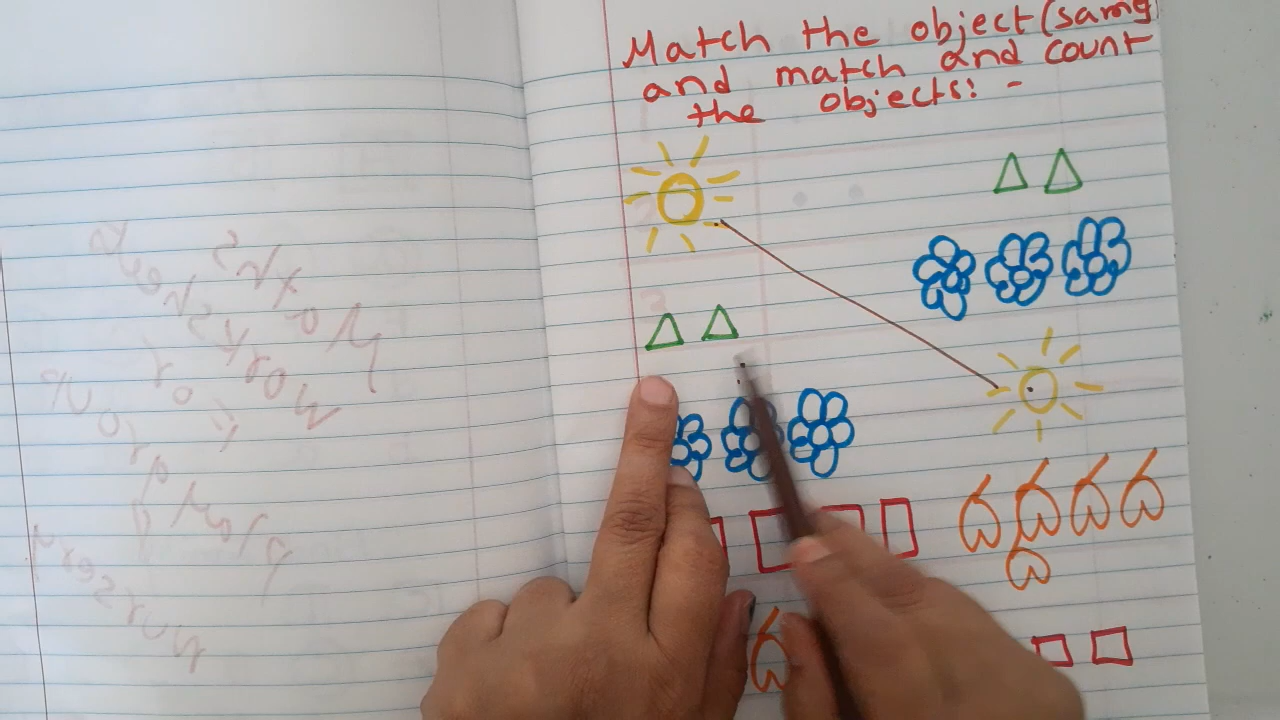 Match the object (same)
and match and count
the objects: -